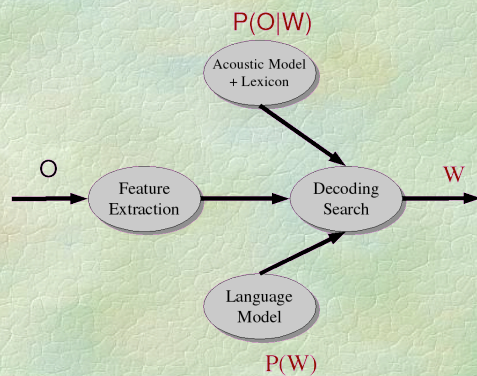 P(O|W)
Acoustic Model
+ Lexicon
O
Feature
Extraction
Decoding
Search
W
Language
Model
P(W)